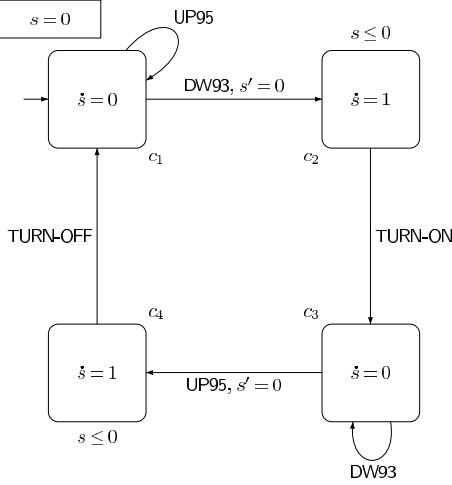 s = 0
UP95
s ≤ 0
ṡ = 0
DW93, s′ = 0
ṡ = 1
c₁
c₂
TURN-OFF
TURN-ON
c₄
c₃
ṡ = 1
UP95, s′ = 0
ṡ = 0
s ≤ 0
DW93